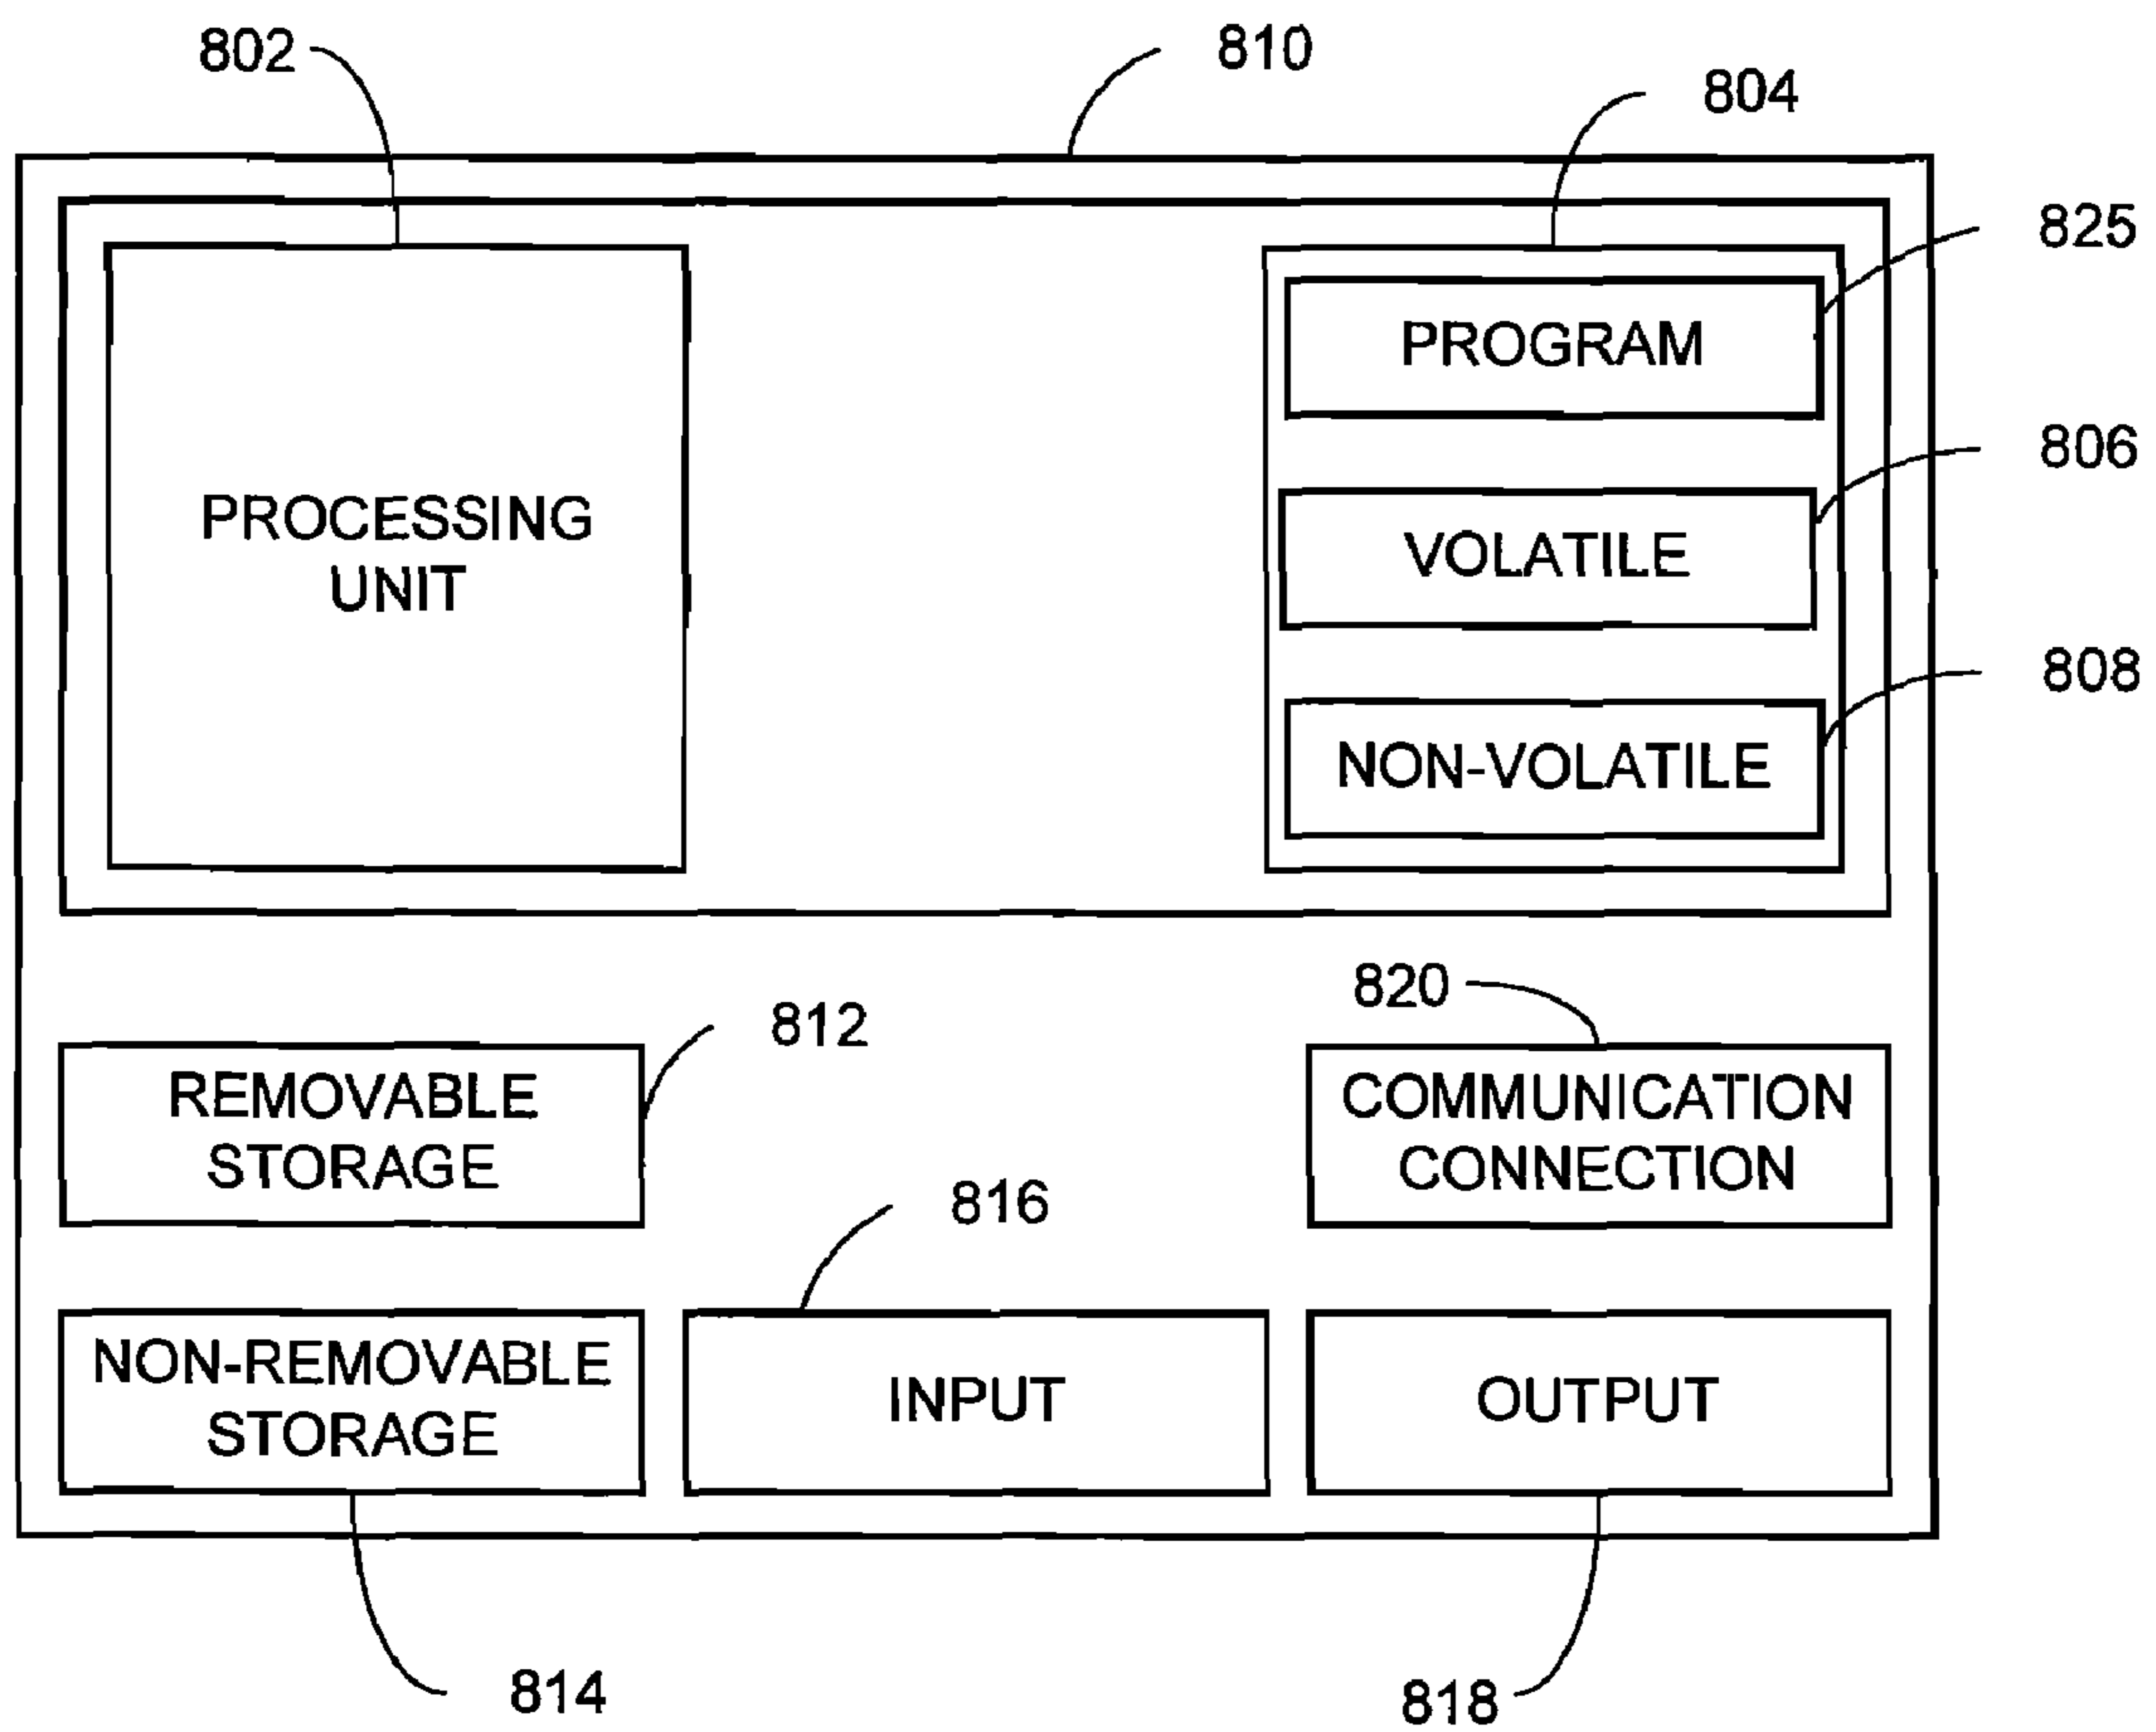 802
810
804
825
PROGRAM
806
PROCESSING
UNIT
VOLATILE
808
NON-VOLATILE
820
812
REMOVABLE
STORAGE
COMMUNICATION
CONNECTION
816
NON-REMOVABLE
STORAGE
INPUT
OUTPUT
814
818